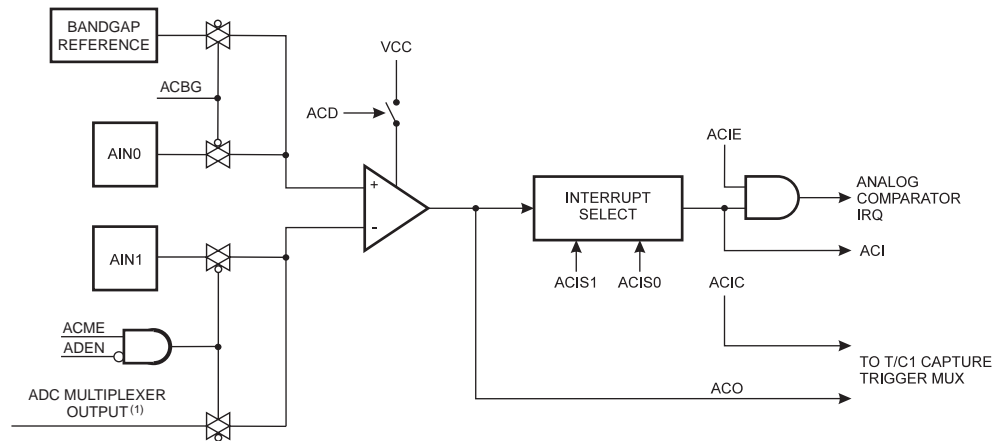 BANDGAP
REFERENCE
ACBG
AIN0
VCC
ACD
+
-
INTERRUPT
SELECT
ACIS1
ACIS0
ACIE
ANALOG
COMPARATOR
IRQ
ACI
ACIC
TO T/C1 CAPTURE
TRIGGER MUX
ACO
AIN1
ACME
ADEN
ADC MULTIPLEXER
OUTPUT(1)